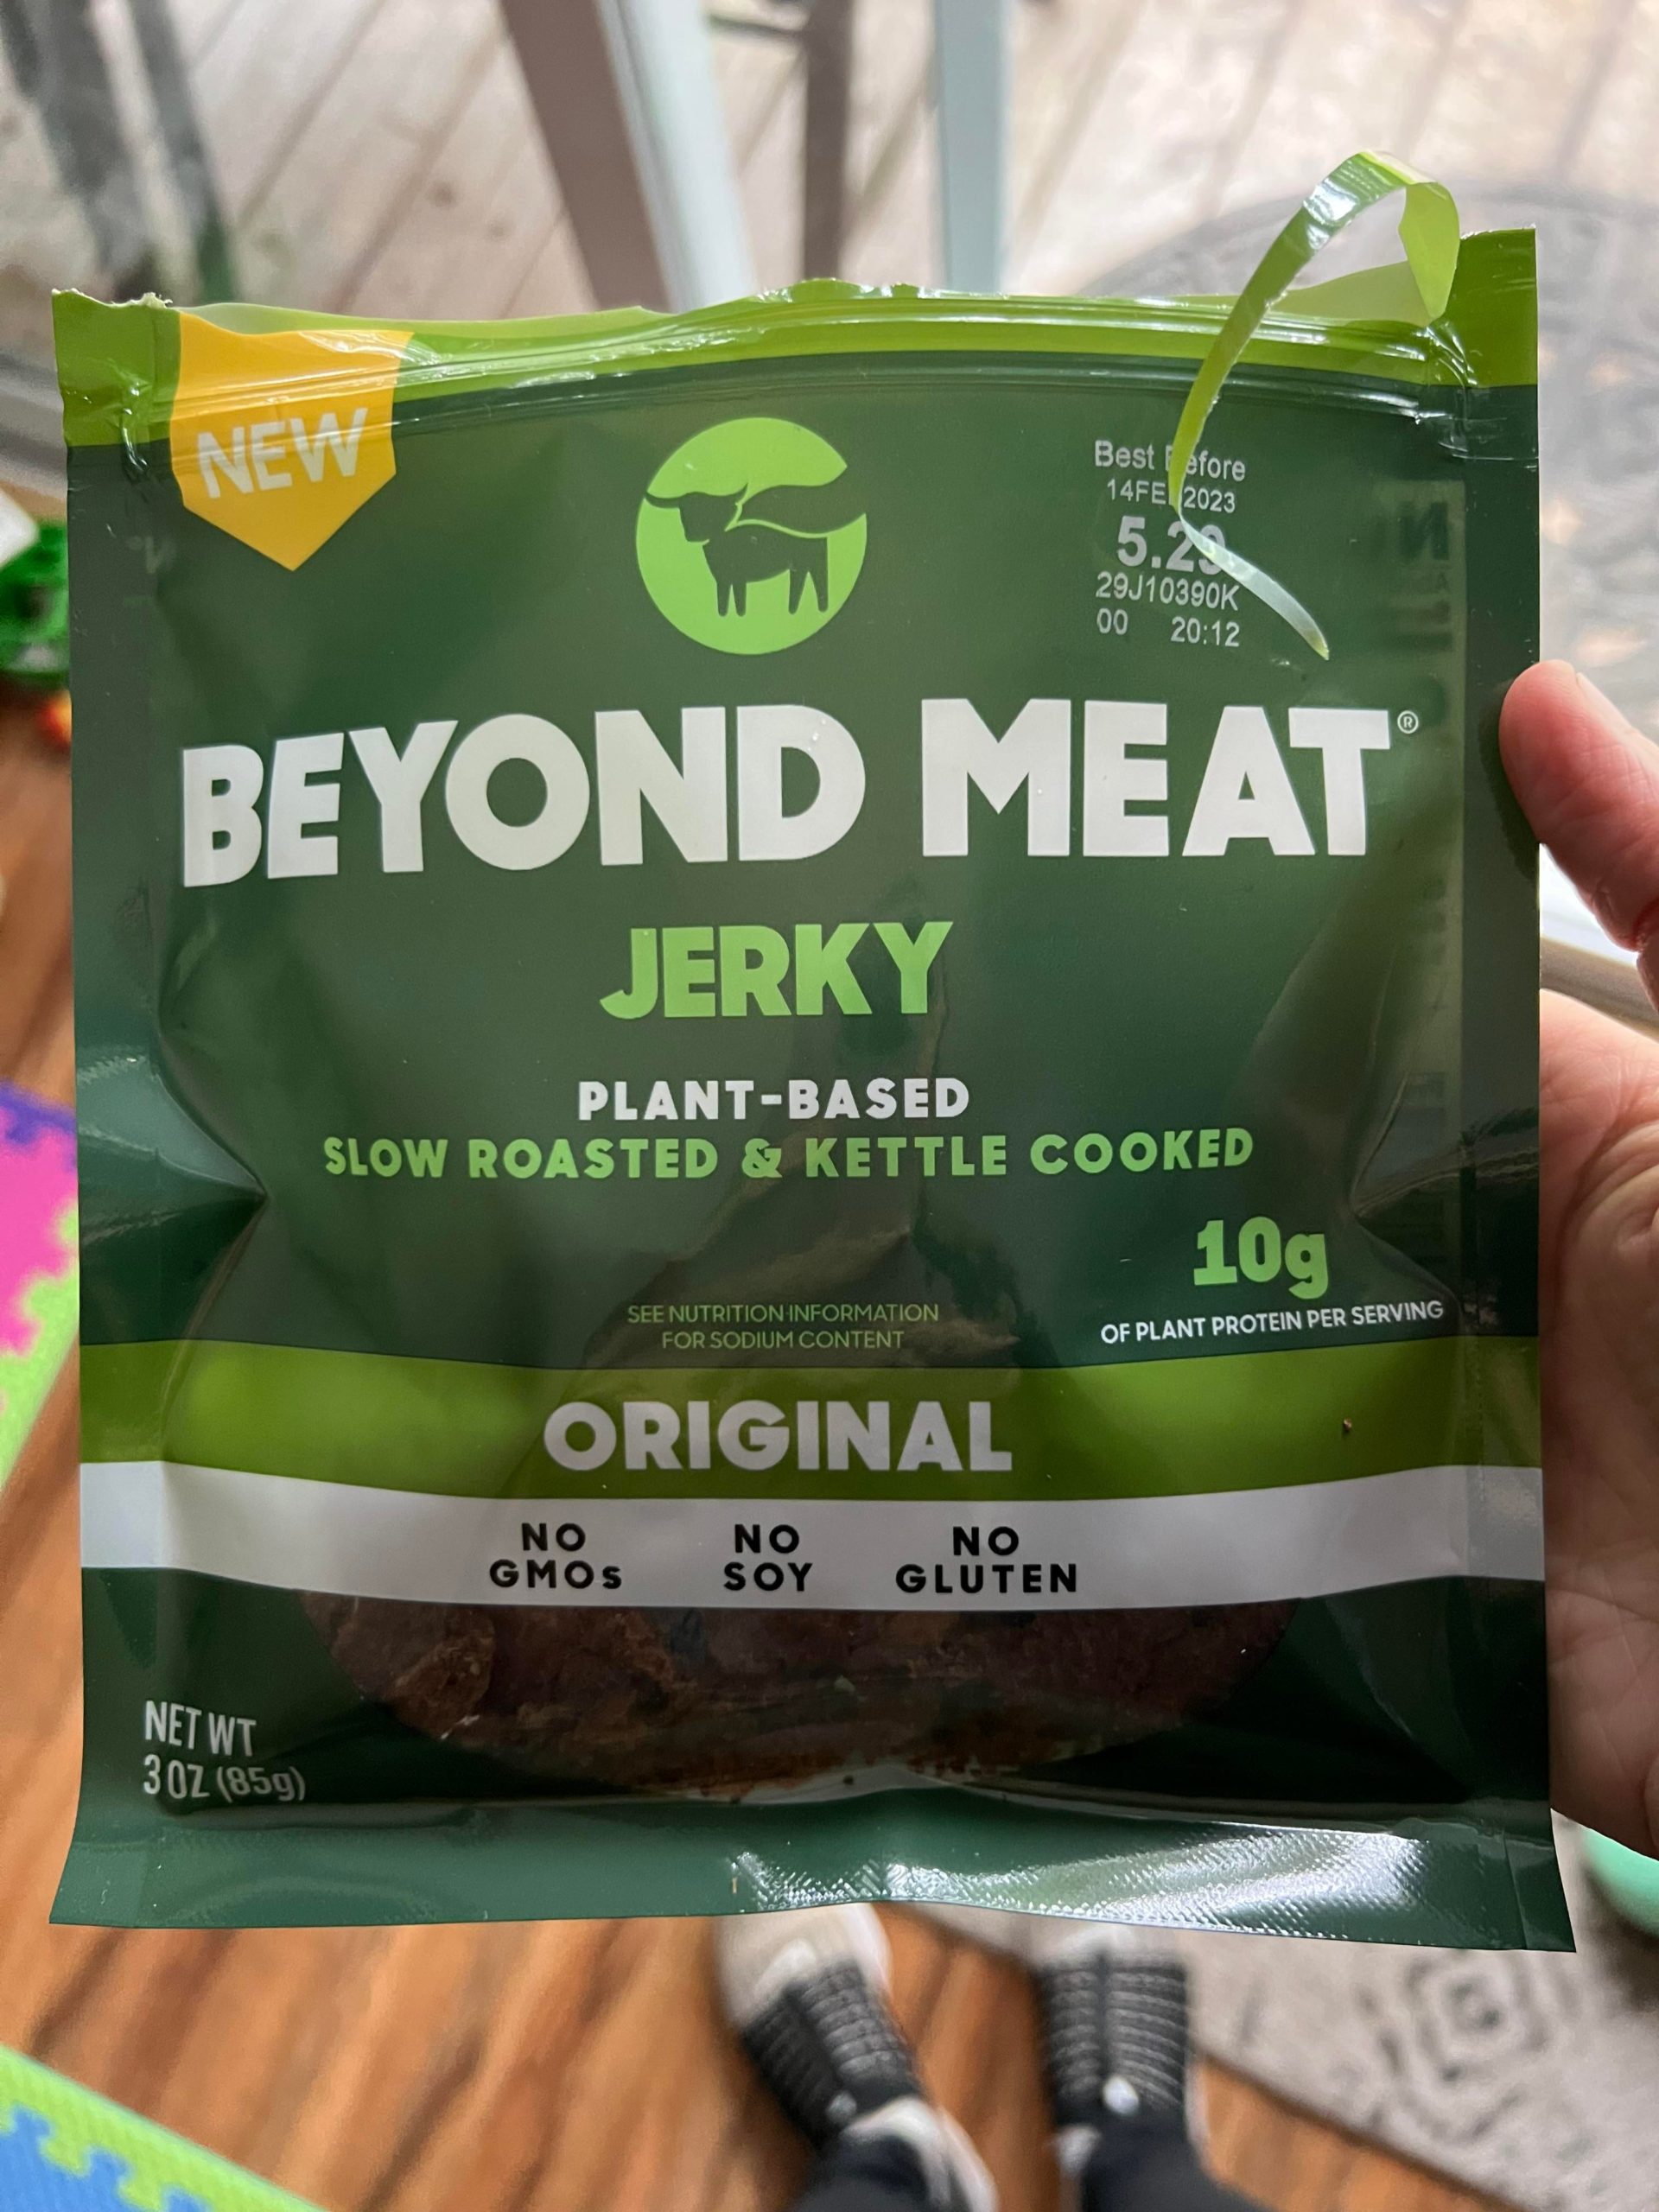 NEW
Best efore
14FE 2023
5.29
29J10390K
00 20:12
BEYOND MEAT®
JERKY
PLANT-BASED
SLOW ROASTED & KETTLE COOKED
10g
OF PLANT PROTEIN PER SERVING
SEE NUTRITION INFORMATION
FOR SODIUM CONTENT
ORIGINAL
NO GMOs
NO SOY
NO GLUTEN
NET WT
3 OZ (85g)